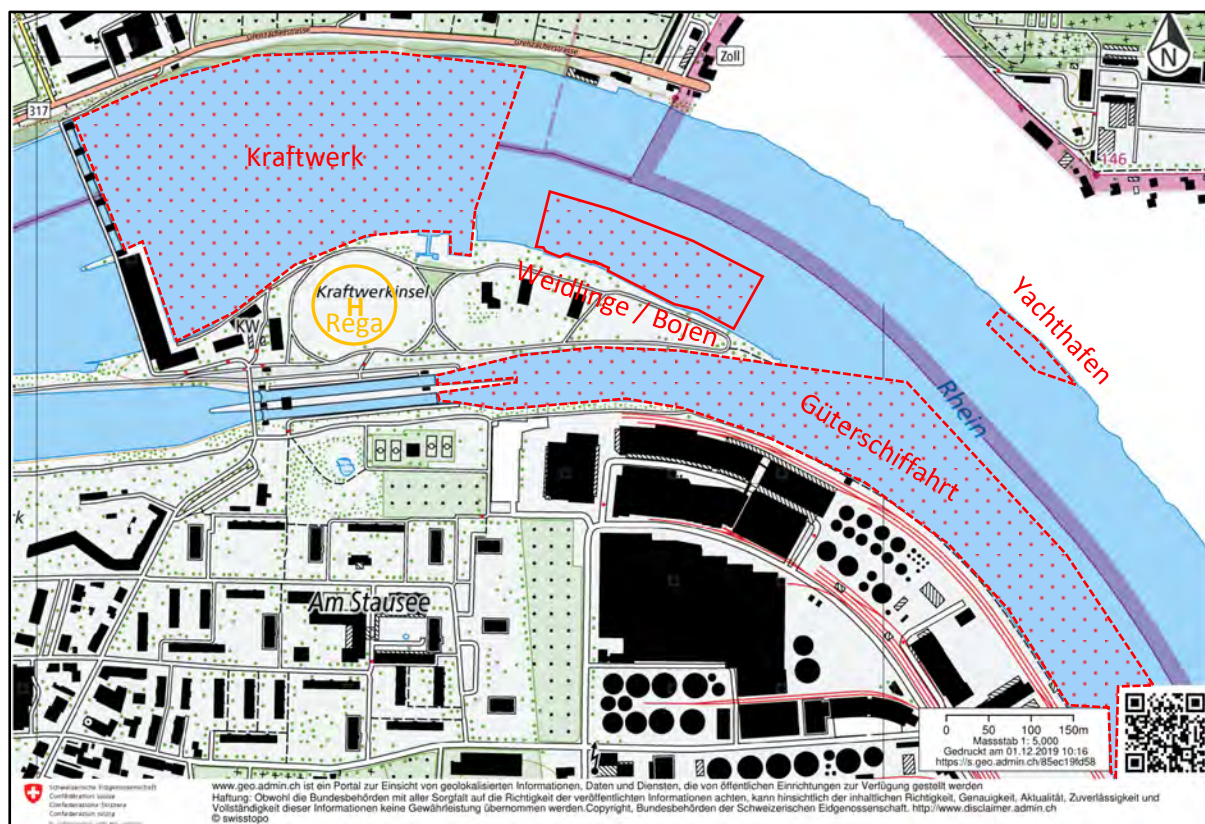 Grenzacherstrasse
Grenzacherstrasse
Zoll
N
317
146
Kraftwerk
Kraftwerkinsel
H
Rega
KW
Weidlinge / Bojen
Yachthafen
Rhein
Güterschiffahrt
Am Stausee
0 50 100 150m
Massstab 1: 5,000
Gedruckt am 01.12.2019 10:16
https://s.geo.admin.ch/85ec19fd58
Schweizerische Eidgenossenschaft
Confédération suisse
Confederazione Svizzera
Confederaziun svizra
www.geo.admin.ch ist ein Portal zur Einsicht von geolokalisierten Informationen, Daten und Diensten, die von öffentlichen Einrichtungen zur Verfügung gestellt werden
Haftung: Obwohl die Bundesbehörden mit aller Sorgfalt auf die Richtigkeit der veröffentlichten Informationen achten, kann hinsichtlich der inhaltlichen Richtigkeit, Genauigkeit, Aktualität, Zuverlässigkeit und
Vollständigkeit dieser Informationen keine Gewährleistung übernommen werden.Copyright, Bundesbehörden der Schweizerischen Eidgenossenschaft. http://www.disclaimer.admin.ch
© swisstopo